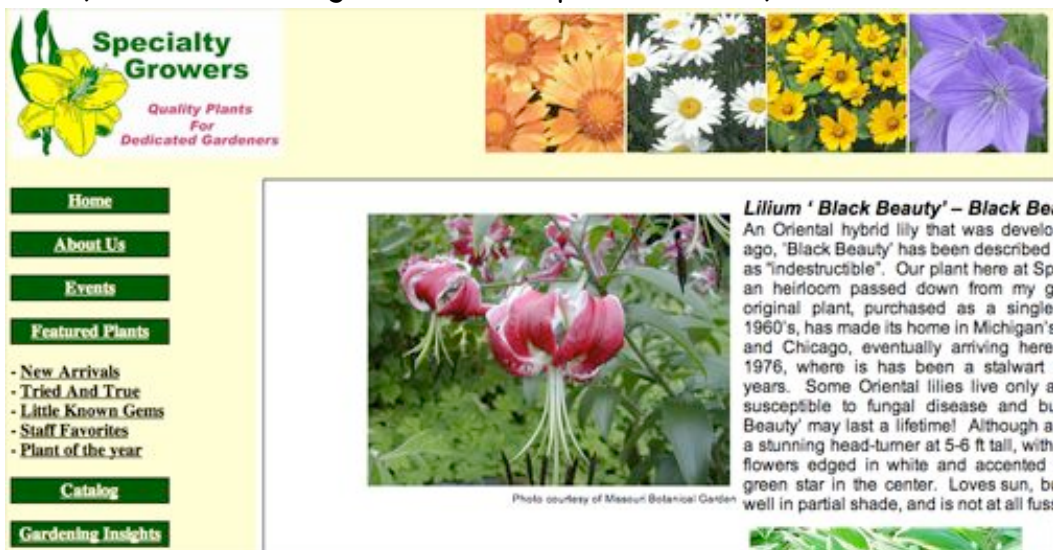 Specialty
Growers
Quality Plants
For
Dedicated Gardeners
Home
About Us
Events
Featured Plants
- New Arrivals
- Tried And True
- Little Known Gems
- Staff Favorites
- Plant of the year
Catalog
Gardening Insights
Lilium ‘ Black Beauty’ – Black Bea
An Oriental hybrid lily that was develo
ago, 'Black Beauty' has been described
as "indestructible". Our plant here at Sp
an heirloom passed down from my g
original plant, purchased as a single
1960's, has made its home in Michigan's
and Chicago, eventually arriving here
1976, where is has been a stalwart
years. Some Oriental lilies live only a
susceptible to fungal disease and bu
Beauty' may last a lifetime! Although a
a stunning head-turner at 5-6 ft tall, with
flowers edged in white and accented
green star in the center. Loves sun, bu
well in partial shade, and is not at all fuss
Photo courtesy of Missouri Botanical Garden